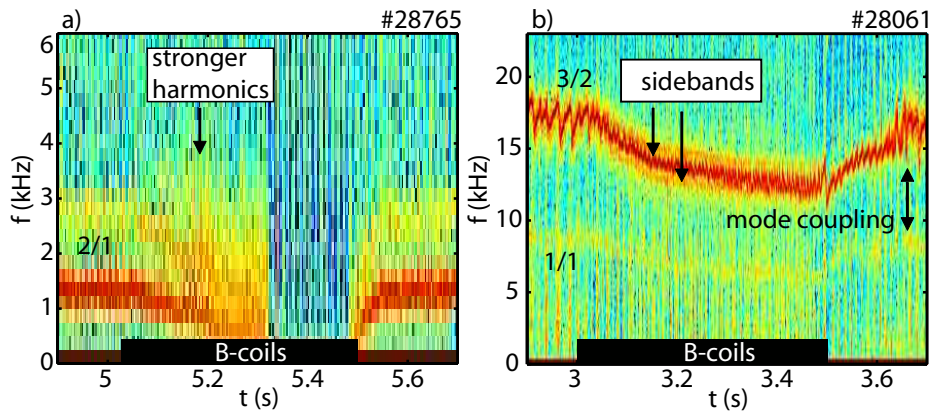 a)
#28765
stronger
harmonics
2/1
B-coils
f (kHz)
6
5
4
3
2
1
0
5
5.2
5.4
5.6
t (s)
b)
#28061
3/2
sidebands
mode coupling
1/1
B-coils
f (kHz)
20
15
10
5
0
3
3.2
3.4
3.6
t (s)